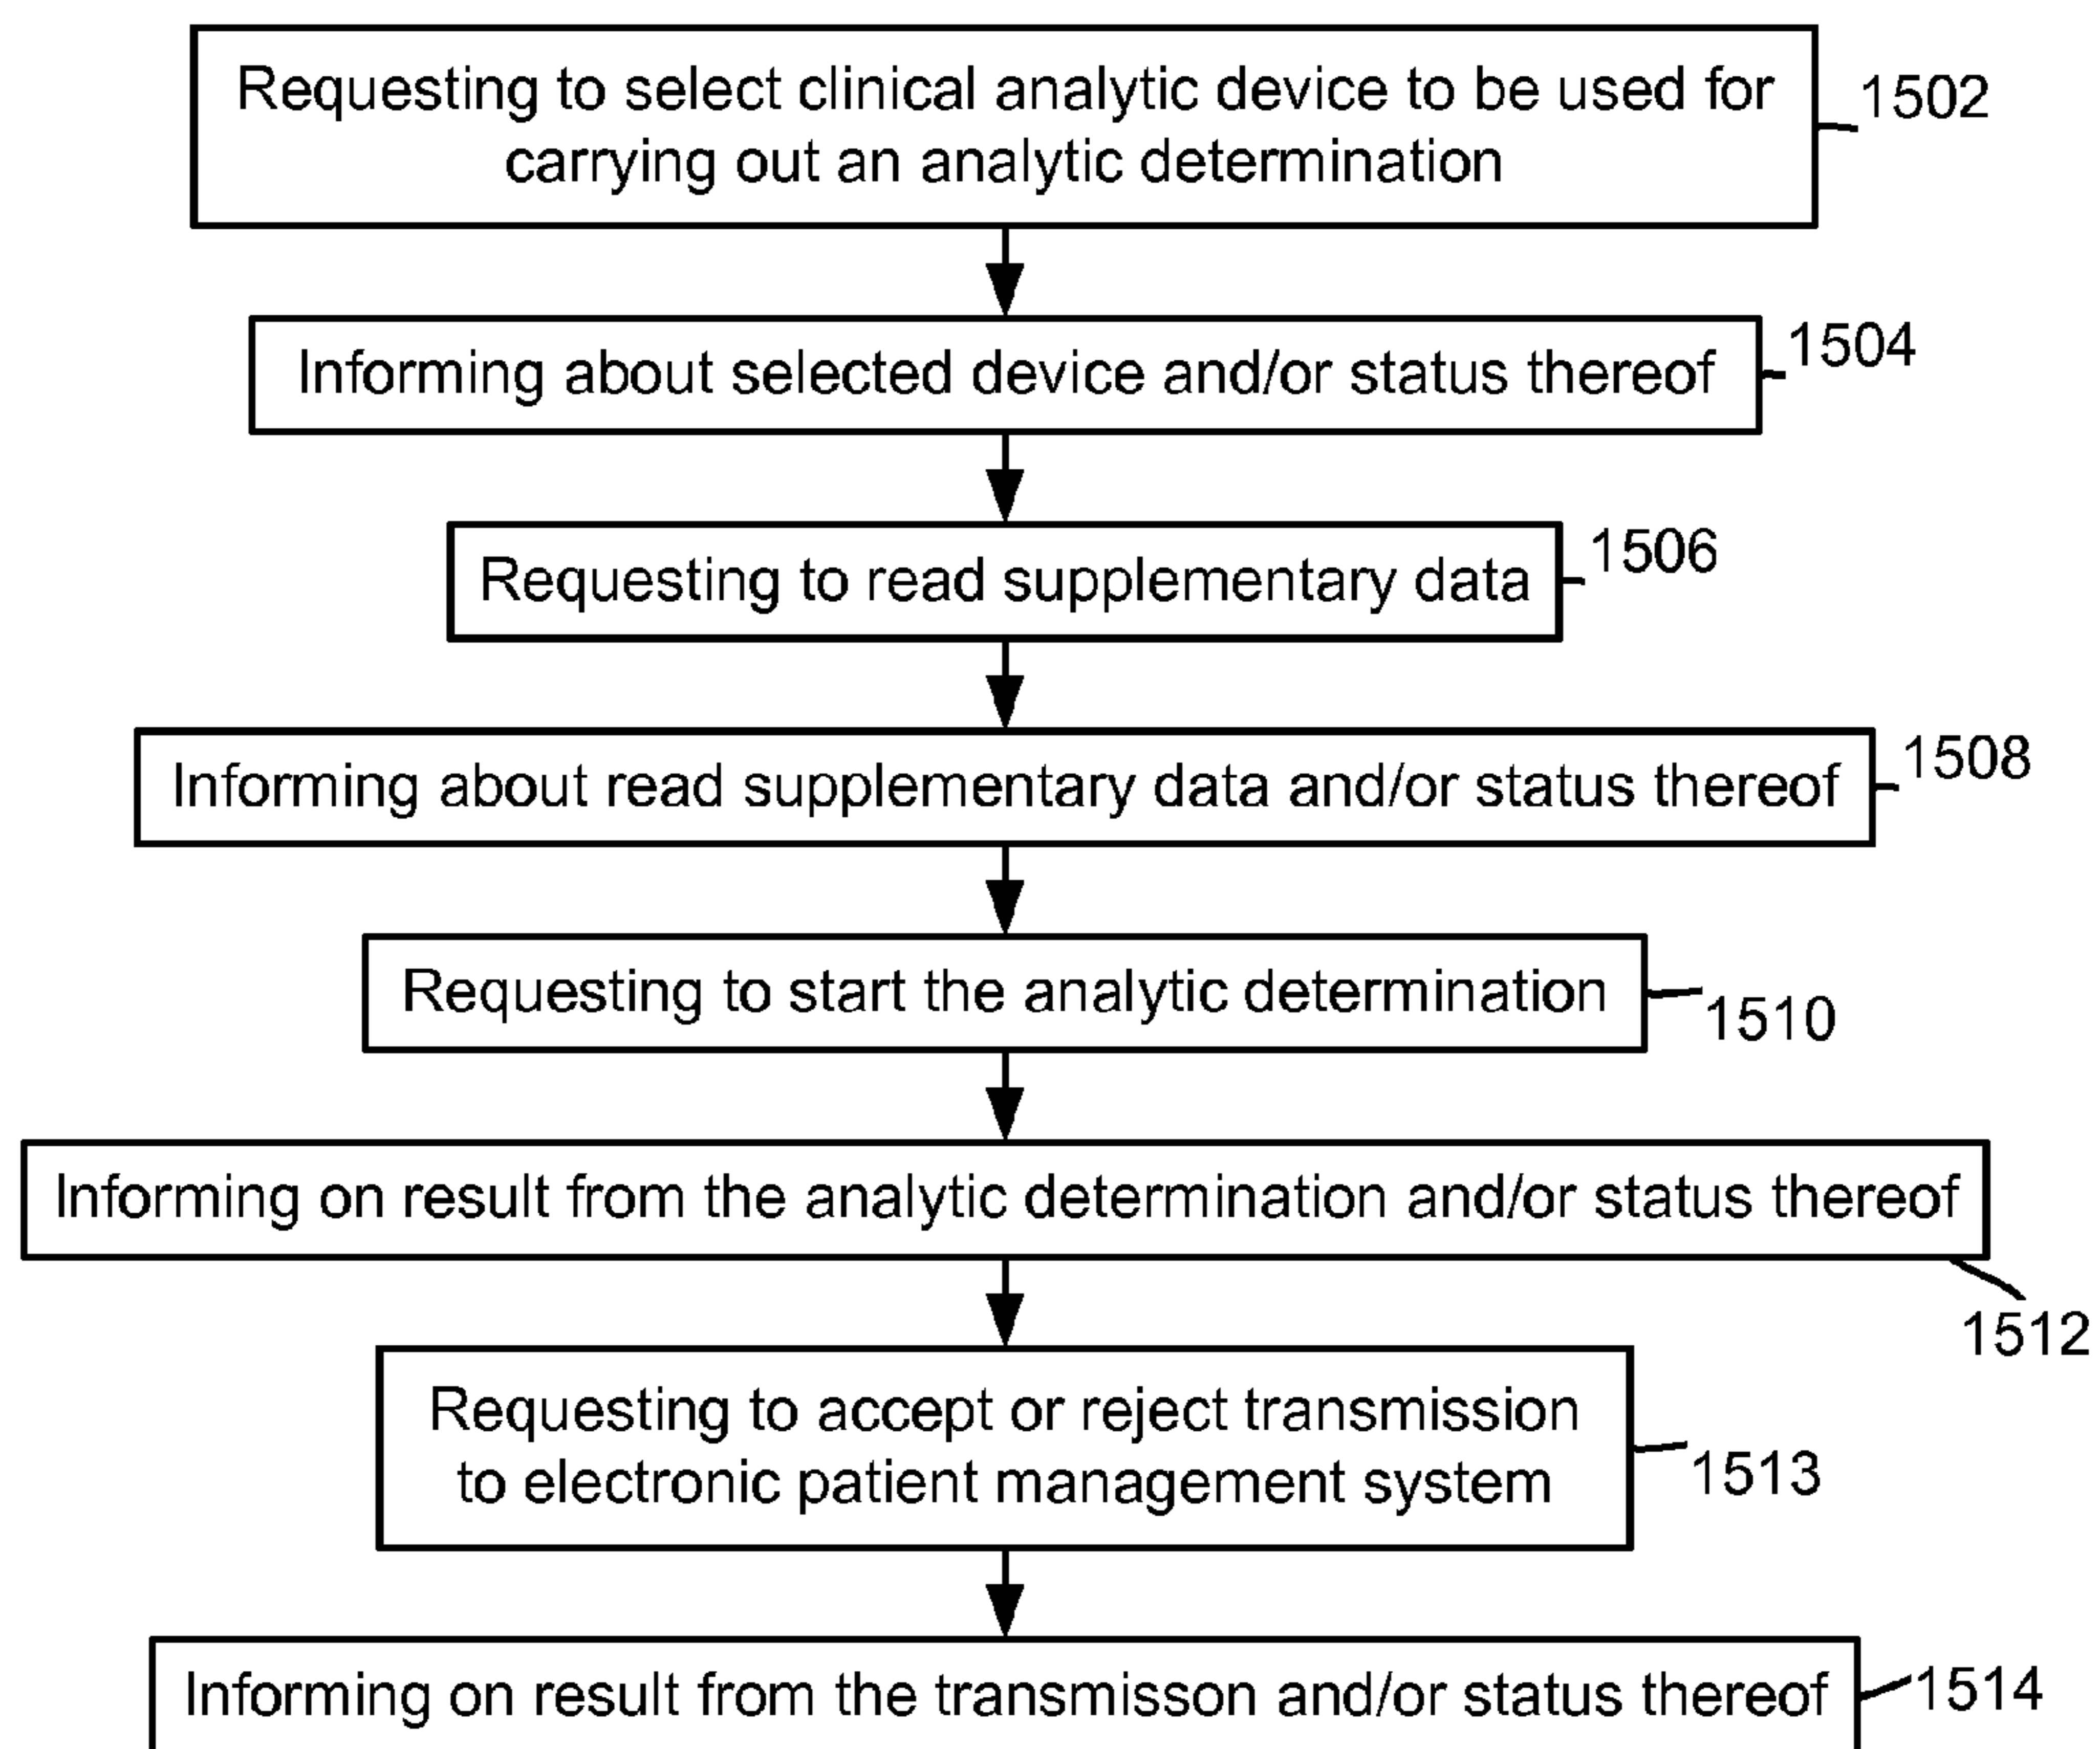 Requesting to select clinical analytic device to be used for
carrying out an analytic determination
1502
Informing about selected device and/or status thereof
1504
Requesting to read supplementary data
1506
Informing about read supplementary data and/or status thereof
1508
Requesting to start the analytic determination
1510
Informing on result from the analytic determination and/or status thereof
1512
Requesting to accept or reject transmission
to electronic patient management system
1513
Informing on result from the transmisson and/or status thereof
1514